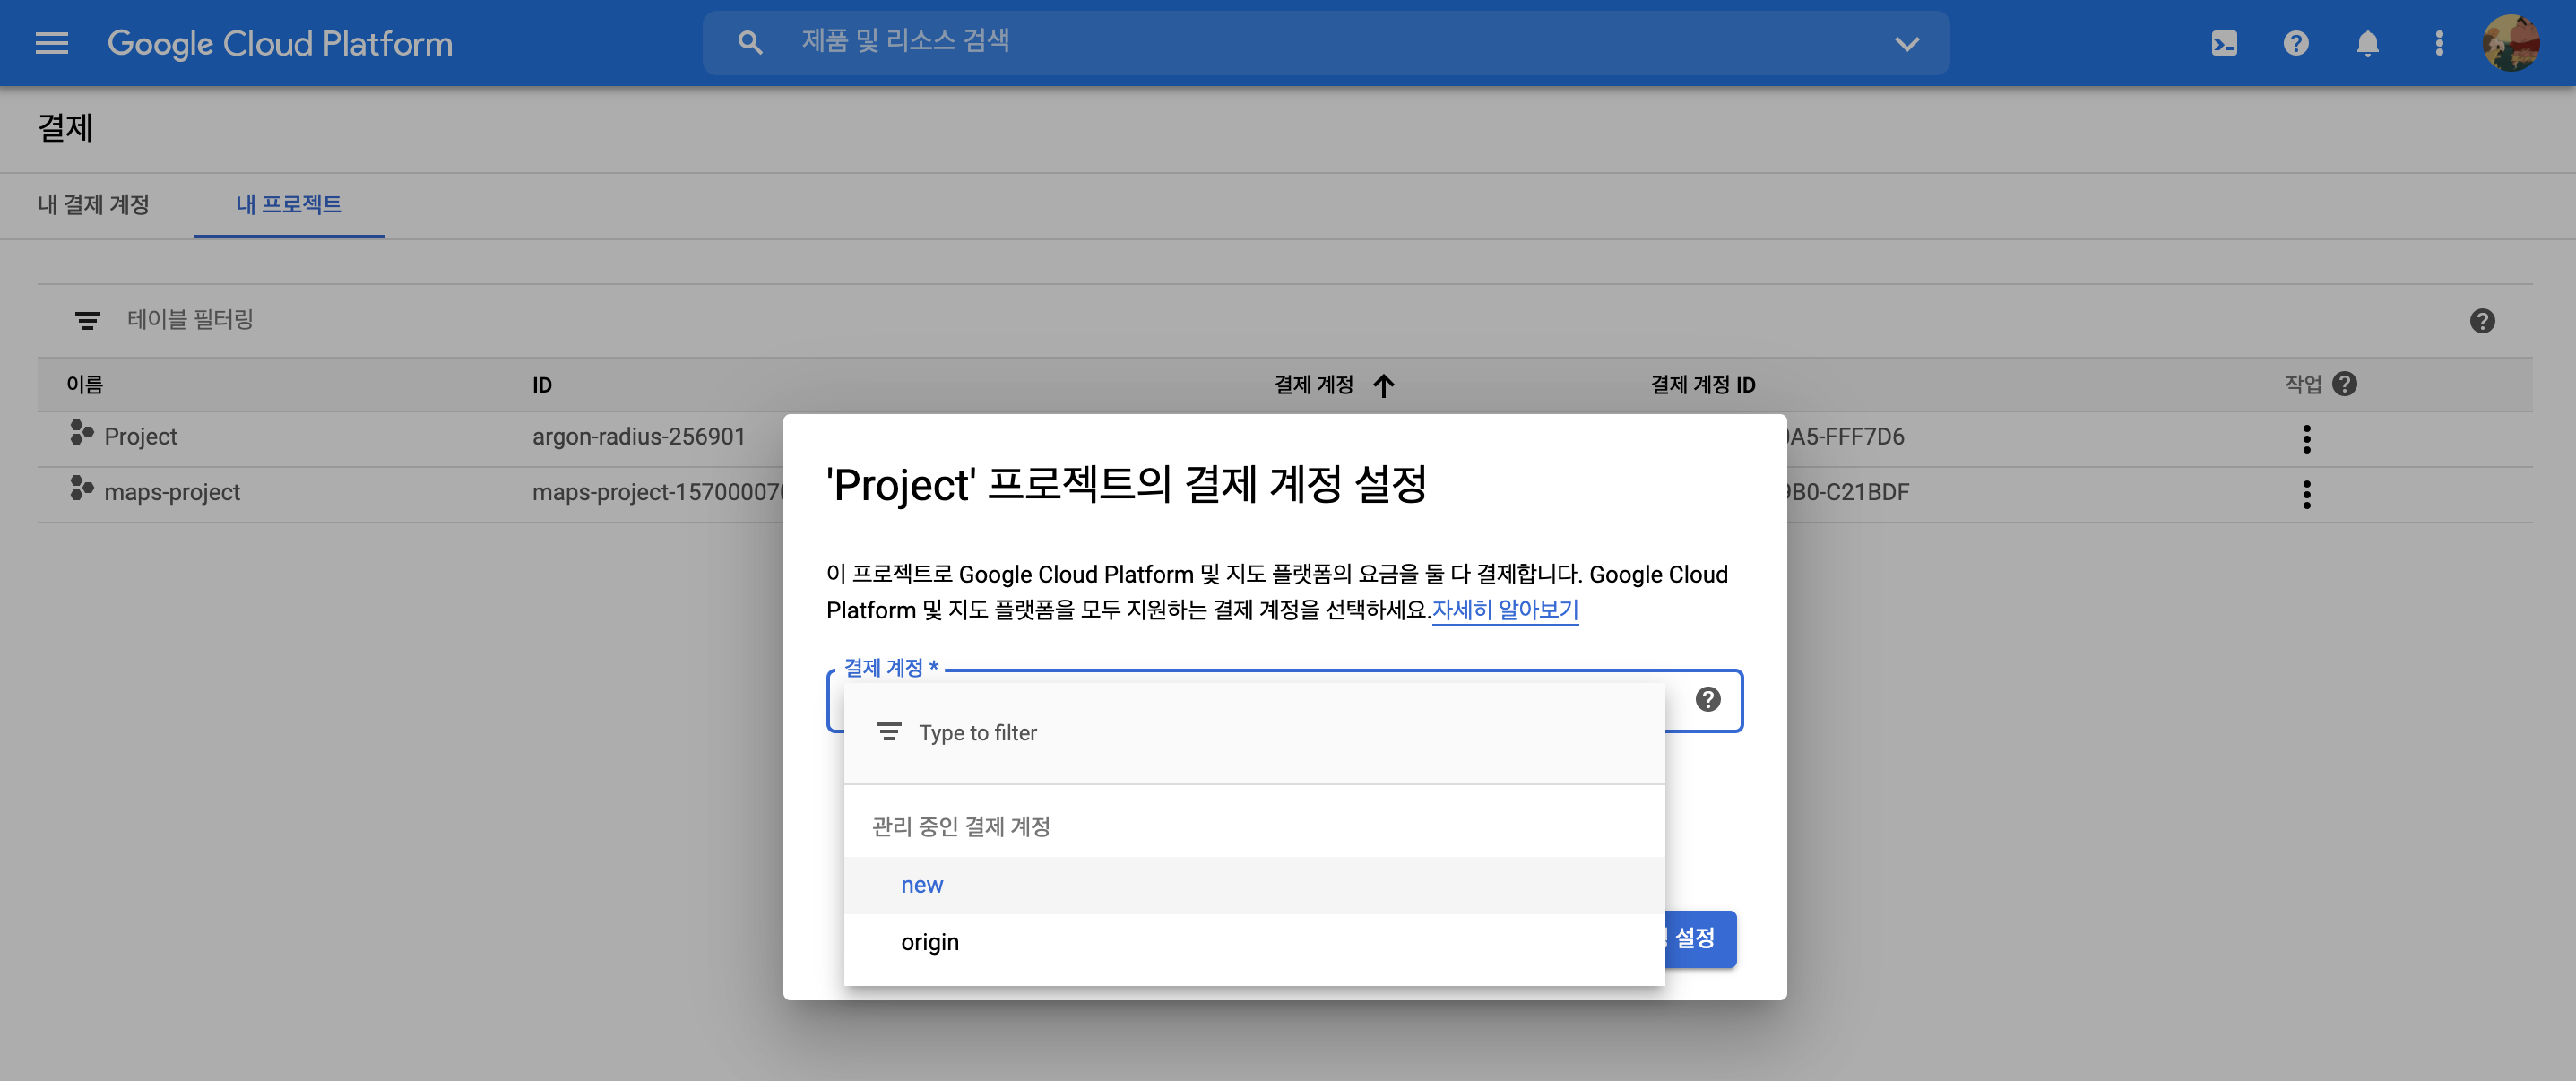 Google Cloud Platform
제품 및 리소스 검색
결제
내 결제 계정
내 프로젝트
테이블 필터링
이름
ID
결제 계정
결제 계정 ID
작업
Project
argon-radius-256901
A5-FFF7D6
maps-project
maps-project-157000070
B0-C21BDF
'Project' 프로젝트의 결제 계정 설정
이 프로젝트로 Google Cloud Platform 및 지도 플랫폼의 요금을 둘 다 결제합니다. Google Cloud
Platform 및 지도 플랫폼을 모두 지원하는 결제 계정을 선택하세요.자세히 알아보기
결제 계정 *
Type to filter
관리 중인 결제 계정
new
origin
설정